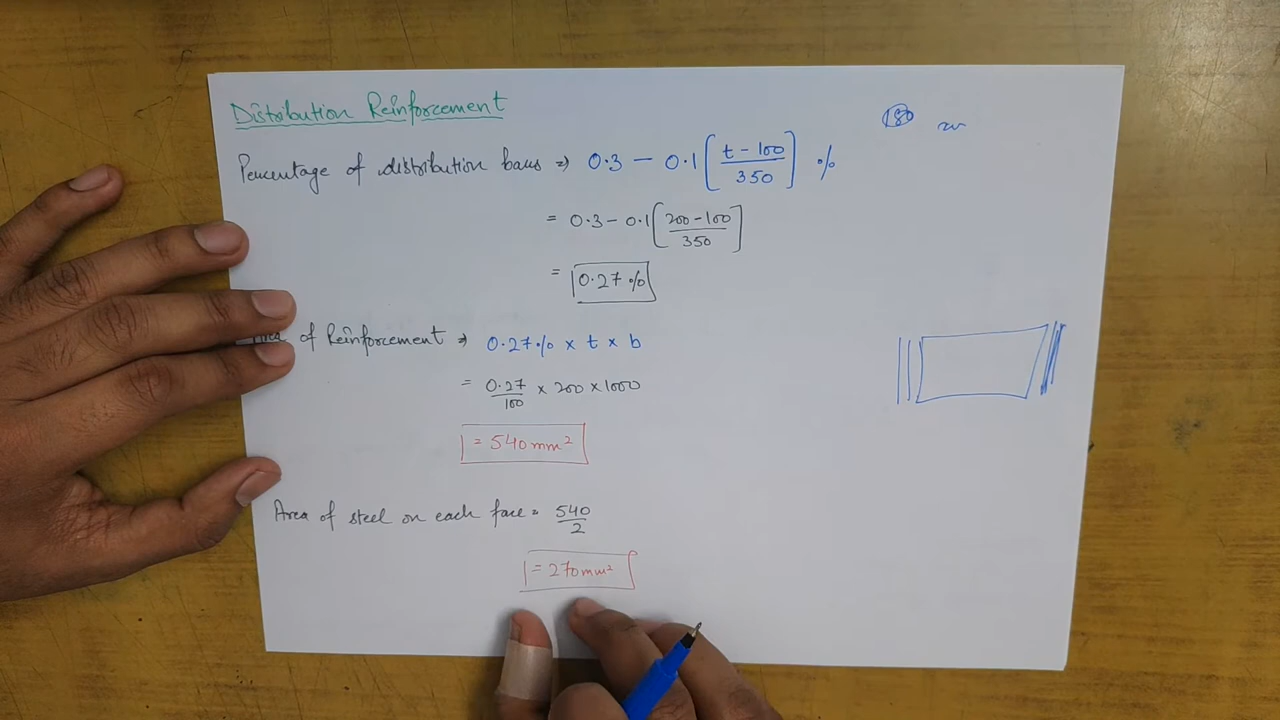 Distribution Reinforcement
180
Percentage of distribution bars ⇒ 0.3 — 0.1 [ t - 100 / 350 ] %
= 0.3 - 0.1 [ 200 - 100 / 350 ]
= 0.27 %
of Reinforcement ⇒ 0.27% x t x b
= 0.27 / 100 x 200 x 1000
= 540 mm²
Area of steel on each face = 540 / 2
= 270 mm²